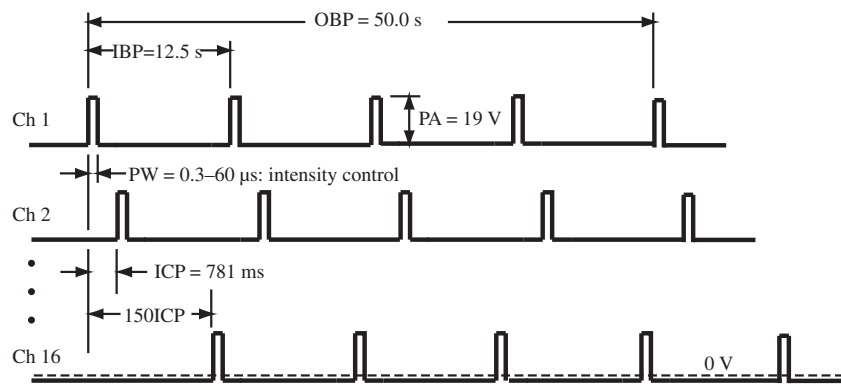 OBP = 50.0 s
IBP=12.5 s
Ch 1
PA = 19 V
PW = 0.3–60 μs: intensity control
Ch 2
ICP = 781 ms
150ICP
Ch 16
0 V